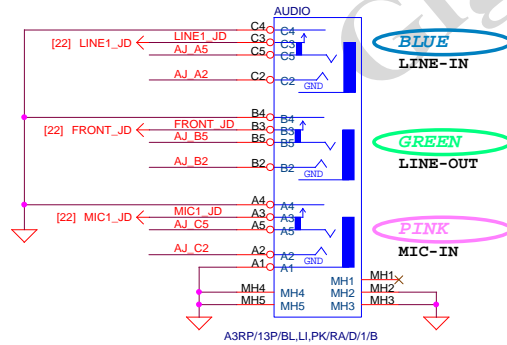 AUDIO
C4 C4
[22] LINE1_JD LINE1_JD C3 C3
AJ_A5 C5 C5
BLUE
LINE-IN
AJ_A2 C2 C2
GND
B4 B4
[22] FRONT_JD FRONT_JD B3 B3
AJ_B5 B5 B5
GREEN
LINE-OUT
AJ_B2 B2 B2
GND
A4 A4
[22] MIC1_JD MIC1_JD A3 A3
AJ_C5 A5 A5
PINK
MIC-IN
AJ_C2 A2 A2
GND
A1 A1
MH1 MH1
MH4 MH4 MH2 MH2
MH5 MH5 MH3 MH3
A3RP/13P/BL,LI,PK/RA/D/1/B